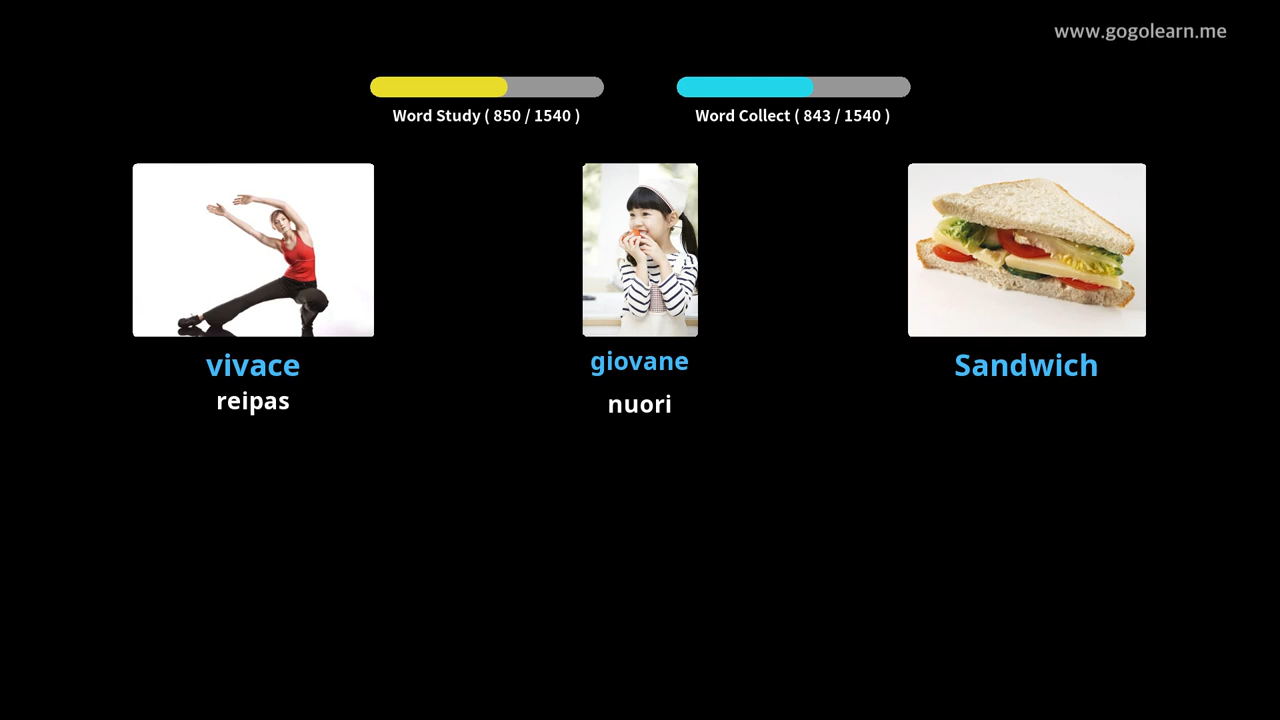 www.gogolearn.me
Word Study ( 850 / 1540 )
Word Collect ( 843 / 1540 )
vivace
reipas
giovane
nuori
Sandwich